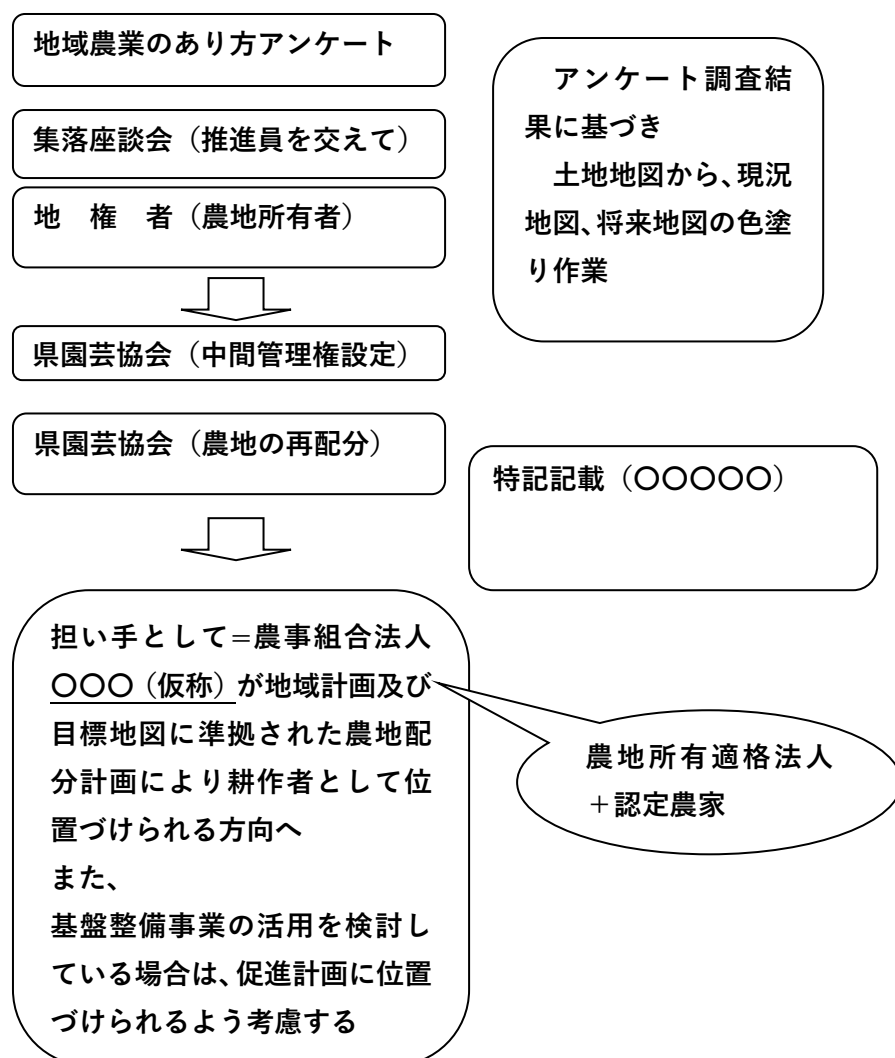 地域農業のあり方アンケート
アンケート調査結
果に基づき
土地地図から、現況
地図、将来地図の色塗
り作業
集落座談会（推進員を交えて）
地　権　者（農地所有者）
県園芸協会（中間管理権設定）
県園芸協会（農地の再配分）
特記記載（〇〇〇〇〇）
担い手として＝農事組合法人
〇〇〇（仮称）が地域計画及び
目標地図に準拠された農地配
分計画により耕作者として位
置づけられる方向へ
また、
基盤整備事業の活用を検討し
ている場合は、促進計画に位置
づけられるよう考慮する
農地所有適格法人
＋認定農家